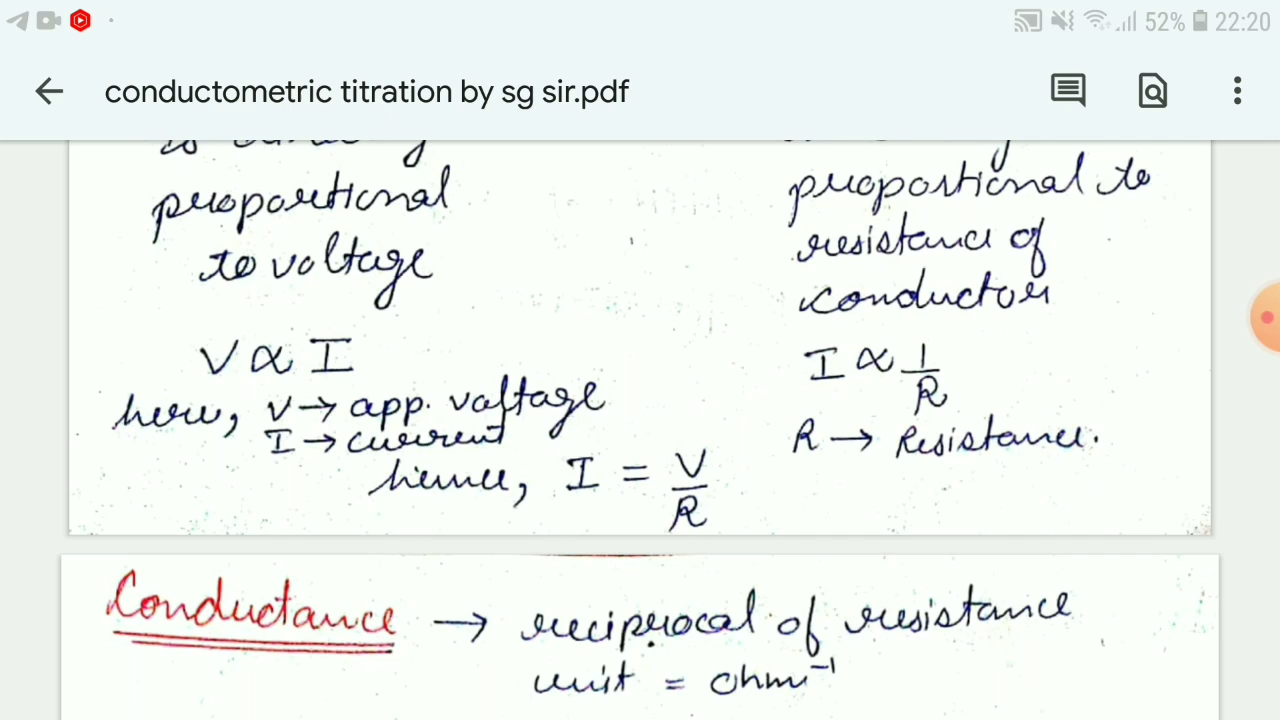 52% 22:20
conductometric titration by sg sir.pdf
proportional
to voltage
V ∝ I
here, V → app. voltage
I → current
hence, I = V/R
proportional to
resistance of
conductor
I ∝ 1/R
R → Resistance.
Conductance → reciprocal of resistance
unit = ohm⁻¹